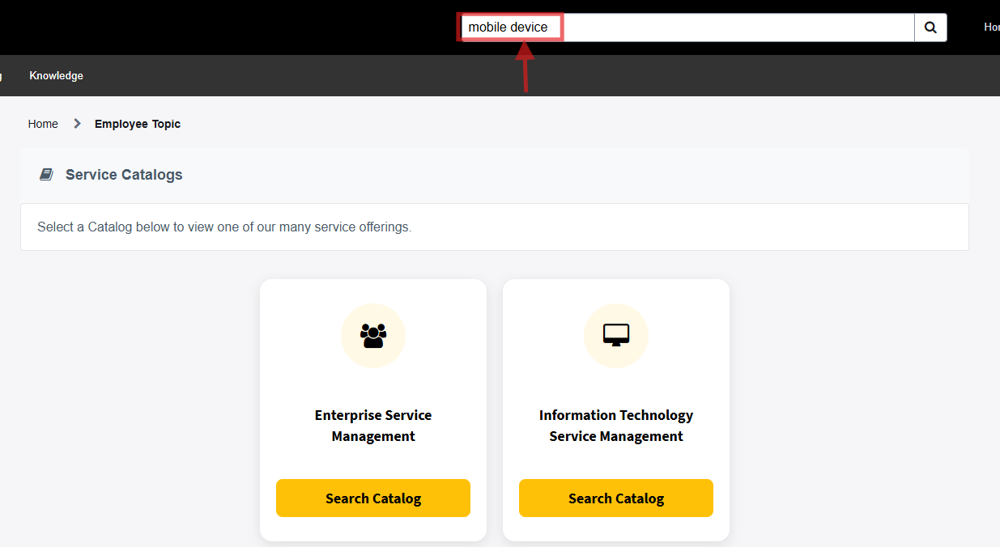 mobile device
Knowledge
Home
Employee Topic
Service Catalogs
Select a Catalog below to view one of our many service offerings.
Enterprise Service
Management
Search Catalog
Information Technology
Service Management
Search Catalog